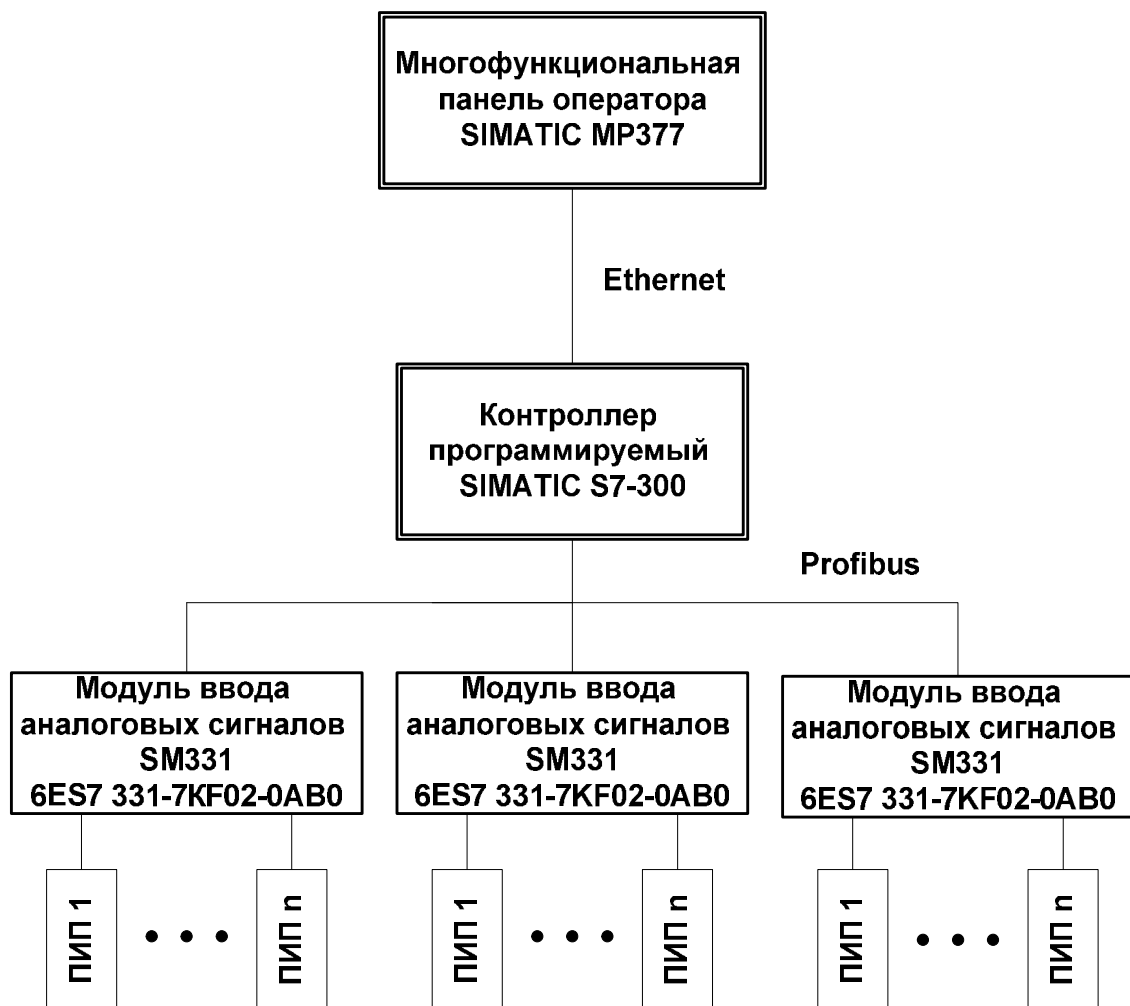 Многофункциональная
панель оператора
SIMATIC MP377
Ethernet
Контроллер
программируемый
SIMATIC S7-300
Profibus
Модуль ввода
аналоговых сигналов
SM331
6ES7 331-7KF02-0AB0
Модуль ввода
аналоговых сигналов
SM331
6ES7 331-7KF02-0AB0
Модуль ввода
аналоговых сигналов
SM331
6ES7 331-7KF02-0AB0
ПИП 1
ПИП n
ПИП 1
ПИП n
ПИП 1
ПИП n